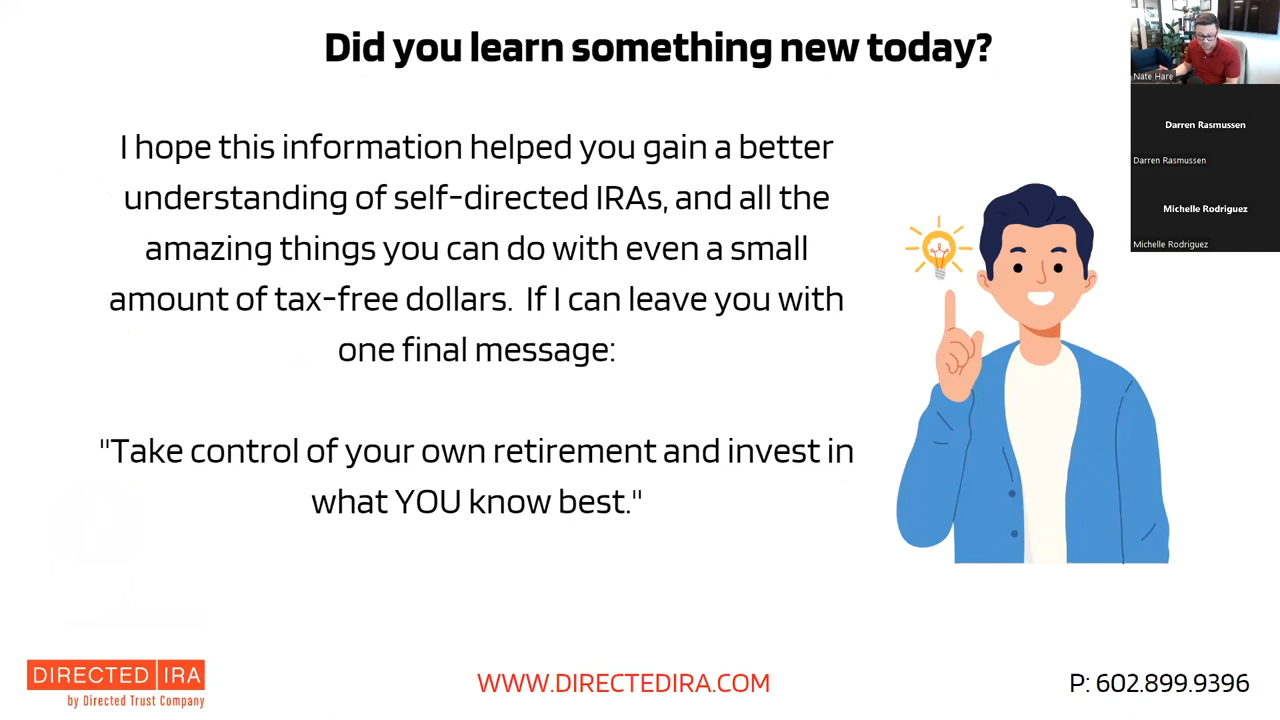 Did you learn something new today?
I hope this information helped you gain a better
understanding of self-directed IRAs, and all the
amazing things you can do with even a small
amount of tax-free dollars.  If I can leave you with
one final message:
"Take control of your own retirement and invest in
what YOU know best."
DIRECTED IRA
by Directed Trust Company
WWW.DIRECTEDIRA.COM
P: 602.899.9396
Nate Hare
Darren Rasmussen
Darren Rasmussen
Michelle Rodriguez
Michelle Rodriguez